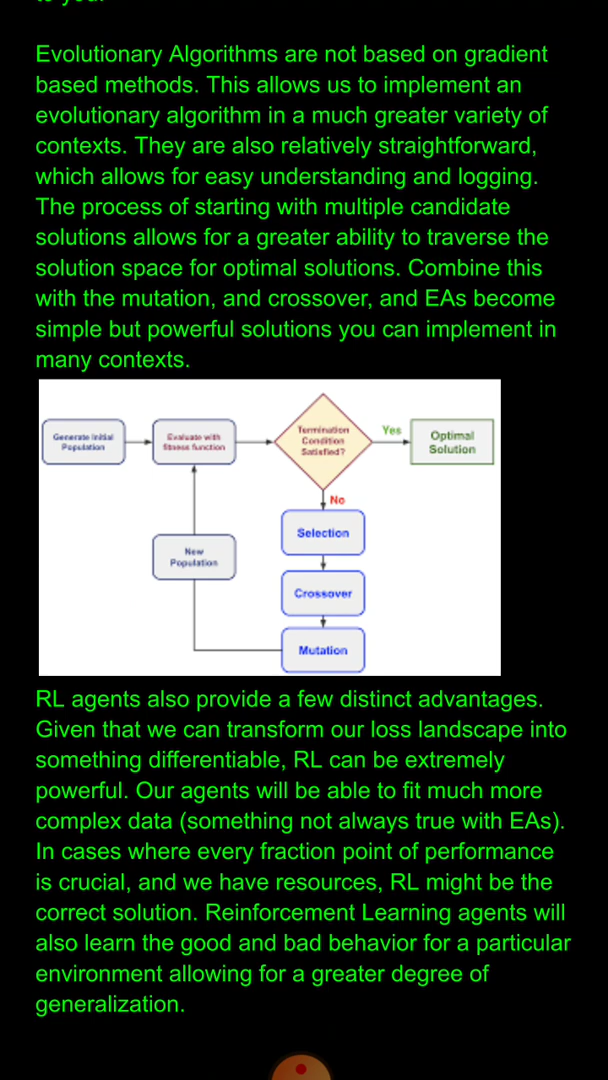 Evolutionary Algorithms are not based on gradient
based methods. This allows us to implement an
evolutionary algorithm in a much greater variety of
contexts. They are also relatively straightforward,
which allows for easy understanding and logging.
The process of starting with multiple candidate
solutions allows for a greater ability to traverse the
solution space for optimal solutions. Combine this
with the mutation, and crossover, and EAs become
simple but powerful solutions you can implement in
many contexts.
Generate Initial
Population
Evaluate with
fitness function
Termination
Condition
Satisfied?
Yes
Optimal
Solution
No
Selection
New
Population
Crossover
Mutation
RL agents also provide a few distinct advantages.
Given that we can transform our loss landscape into
something differentiable, RL can be extremely
powerful. Our agents will be able to fit much more
complex data (something not always true with EAs).
In cases where every fraction point of performance
is crucial, and we have resources, RL might be the
correct solution. Reinforcement Learning agents will
also learn the good and bad behavior for a particular
environment allowing for a greater degree of
generalization.